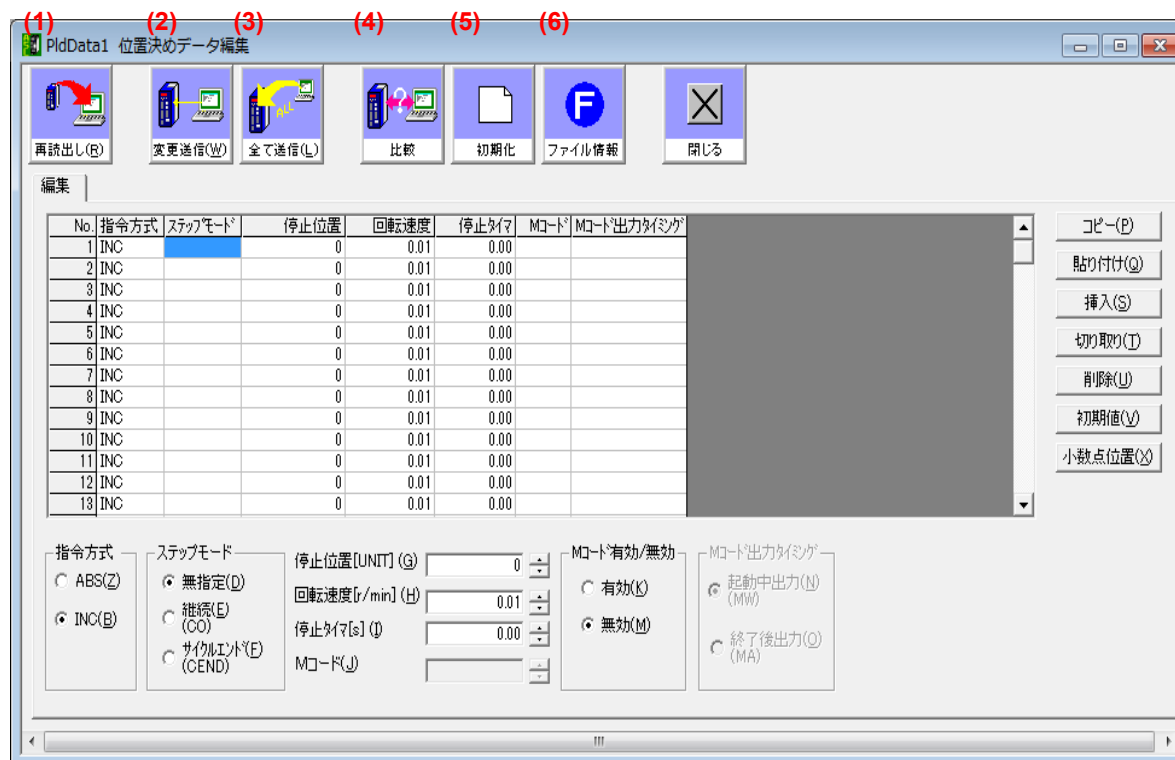 (1) (2) (3) (4) (5) (6)
PldData1 位置決めデータ編集
ALL
F
再読出し(R) 変更送信(W) 全て送信(L) 比較 初期化 ファイル情報 閉じる
編集
No. 指令方式 ステップモード 停止位置 回転速度 停止タイマ Mコード Mコード出力タイミング
1 INC 0 0.01 0.00
2 INC 0 0.01 0.00
3 INC 0 0.01 0.00
4 INC 0 0.01 0.00
5 INC 0 0.01 0.00
6 INC 0 0.01 0.00
7 INC 0 0.01 0.00
8 INC 0 0.01 0.00
9 INC 0 0.01 0.00
10 INC 0 0.01 0.00
11 INC 0 0.01 0.00
12 INC 0 0.01 0.00
13 INC 0 0.01 0.00
コピー(P)
貼り付け(Q)
挿入(S)
切り取り(T)
削除(U)
初期値(V)
小数点位置(X)
指令方式
ABS(Z)
INC(B)
ステップモード
無指定(D)
継続(E)
(CO)
サイクルエンド(F)
(CEND)
停止位置[UNIT] (G) 0
回転速度[r/min] (H) 0.01
停止タイマ[s] (I) 0.00
Mコード(J)
Mコード有効/無効
有効(K)
無効(M)
Mコード出力タイミング
起動中出力(N)
(MW)
終了後出力(O)
(MA)